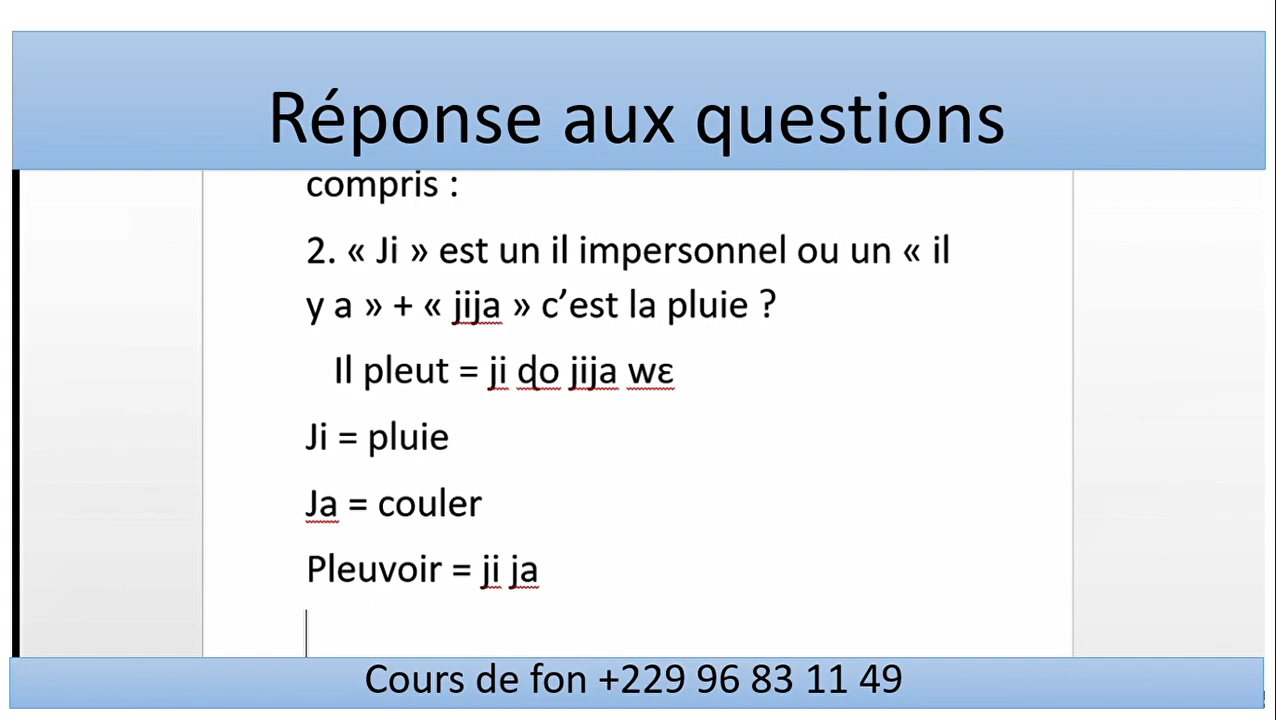 Réponse aux questions
compris :
2. « Ji » est un il impersonnel ou un « il
y a » + « jija » c’est la pluie ?
Il pleut = ji ɖo jija wɛ
Ji = pluie
Ja = couler
Pleuvoir = ji ja
Cours de fon +229 96 83 11 49